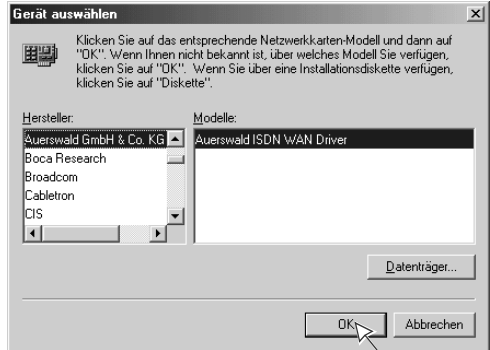 Gerät auswählen
Klicken Sie auf das entsprechende Netzwerkkarten-Modell und dann auf
"OK". Wenn Ihnen nicht bekannt ist, über welches Modell Sie verfügen,
klicken Sie auf "OK". Wenn Sie über eine Installationsdiskette verfügen,
klicken Sie auf "Diskette".
Hersteller:
Auerswald GmbH & Co. KG
Boca Research
Broadcom
Cabletron
CIS
Modelle:
Auerswald ISDN WAN Driver
Datenträger...
OK
Abbrechen